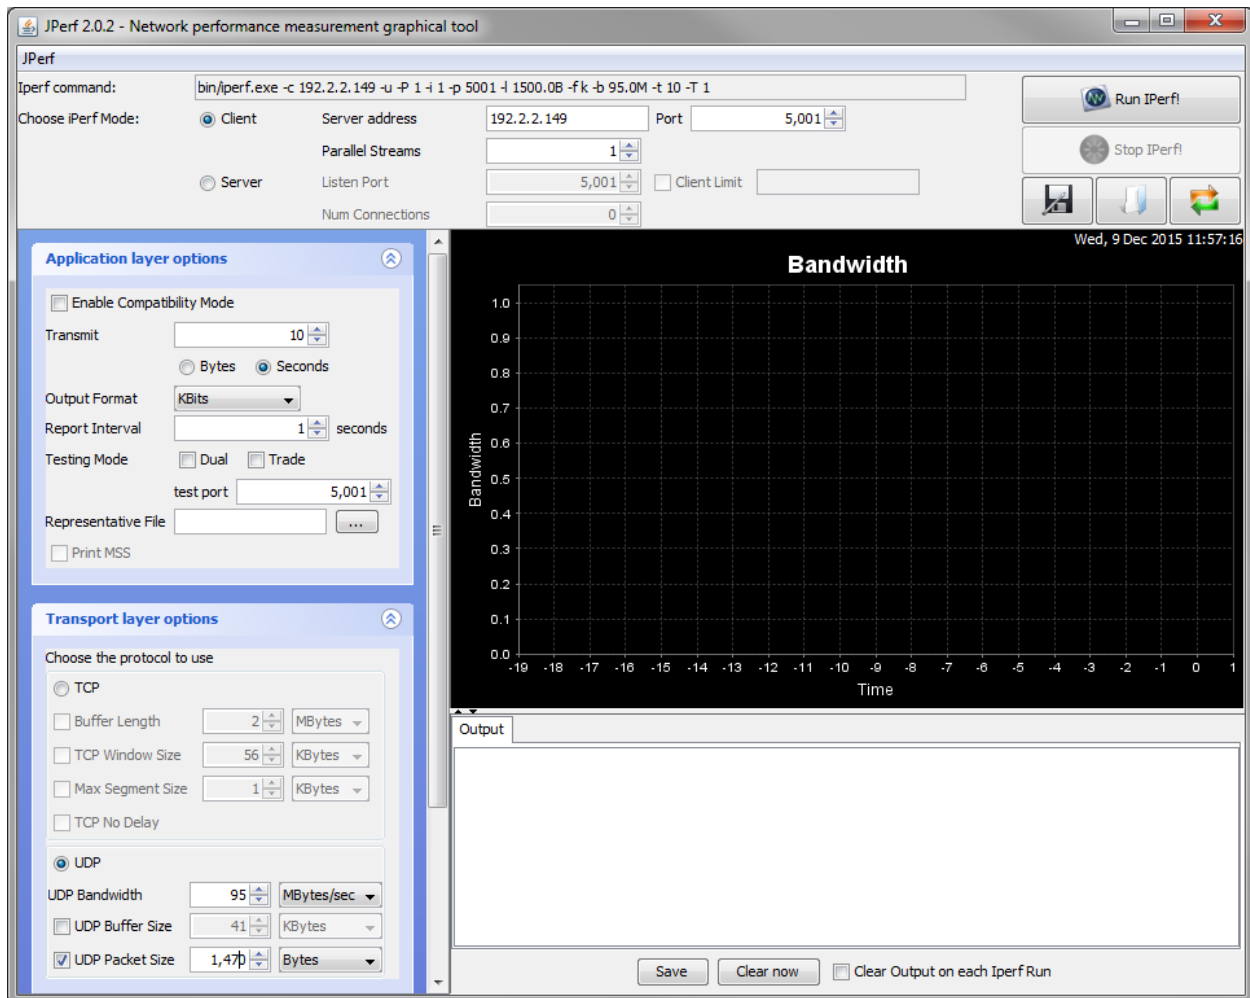 JPerf 2.0.2 - Network performance measurement graphical tool
JPerf
Iperf command: bin/iperf.exe -c 192.2.2.149 -u -P 1 -i 1 -p 5001 -l 1500.0B -f k -b 95.0M -t 10 -T 1
Run IPerf!
Choose iPerf Mode: Client Server address 192.2.2.149 Port 5,001
Parallel Streams 1
Stop IPerf!
Server Listen Port 5,001 Client Limit
Num Connections 0
Application layer options
Enable Compatibility Mode
Transmit 10
Bytes Seconds
Output Format KBits
Report Interval 1 seconds
Testing Mode Dual Trade
test port 5,001
Representative File ...
Print MSS
Transport layer options
Choose the protocol to use
TCP
Buffer Length 2 MBytes
TCP Window Size 56 KBytes
Max Segment Size 1 KBytes
TCP No Delay
UDP
UDP Bandwidth 95 MBytes/sec
UDP Buffer Size 41 KBytes
UDP Packet Size 1,470 Bytes
Wed, 9 Dec 2015 11:57:16
Bandwidth
1.0
0.9
0.8
0.7
0.6
0.5
0.4
0.3
0.2
0.1
0.0
Bandwidth
-19 -18 -17 -16 -15 -14 -13 -12 -11 -10 -9 -8 -7 -6 -5 -4 -3 -2 -1 0 1
Time
Output
Save Clear now Clear Output on each Iperf Run